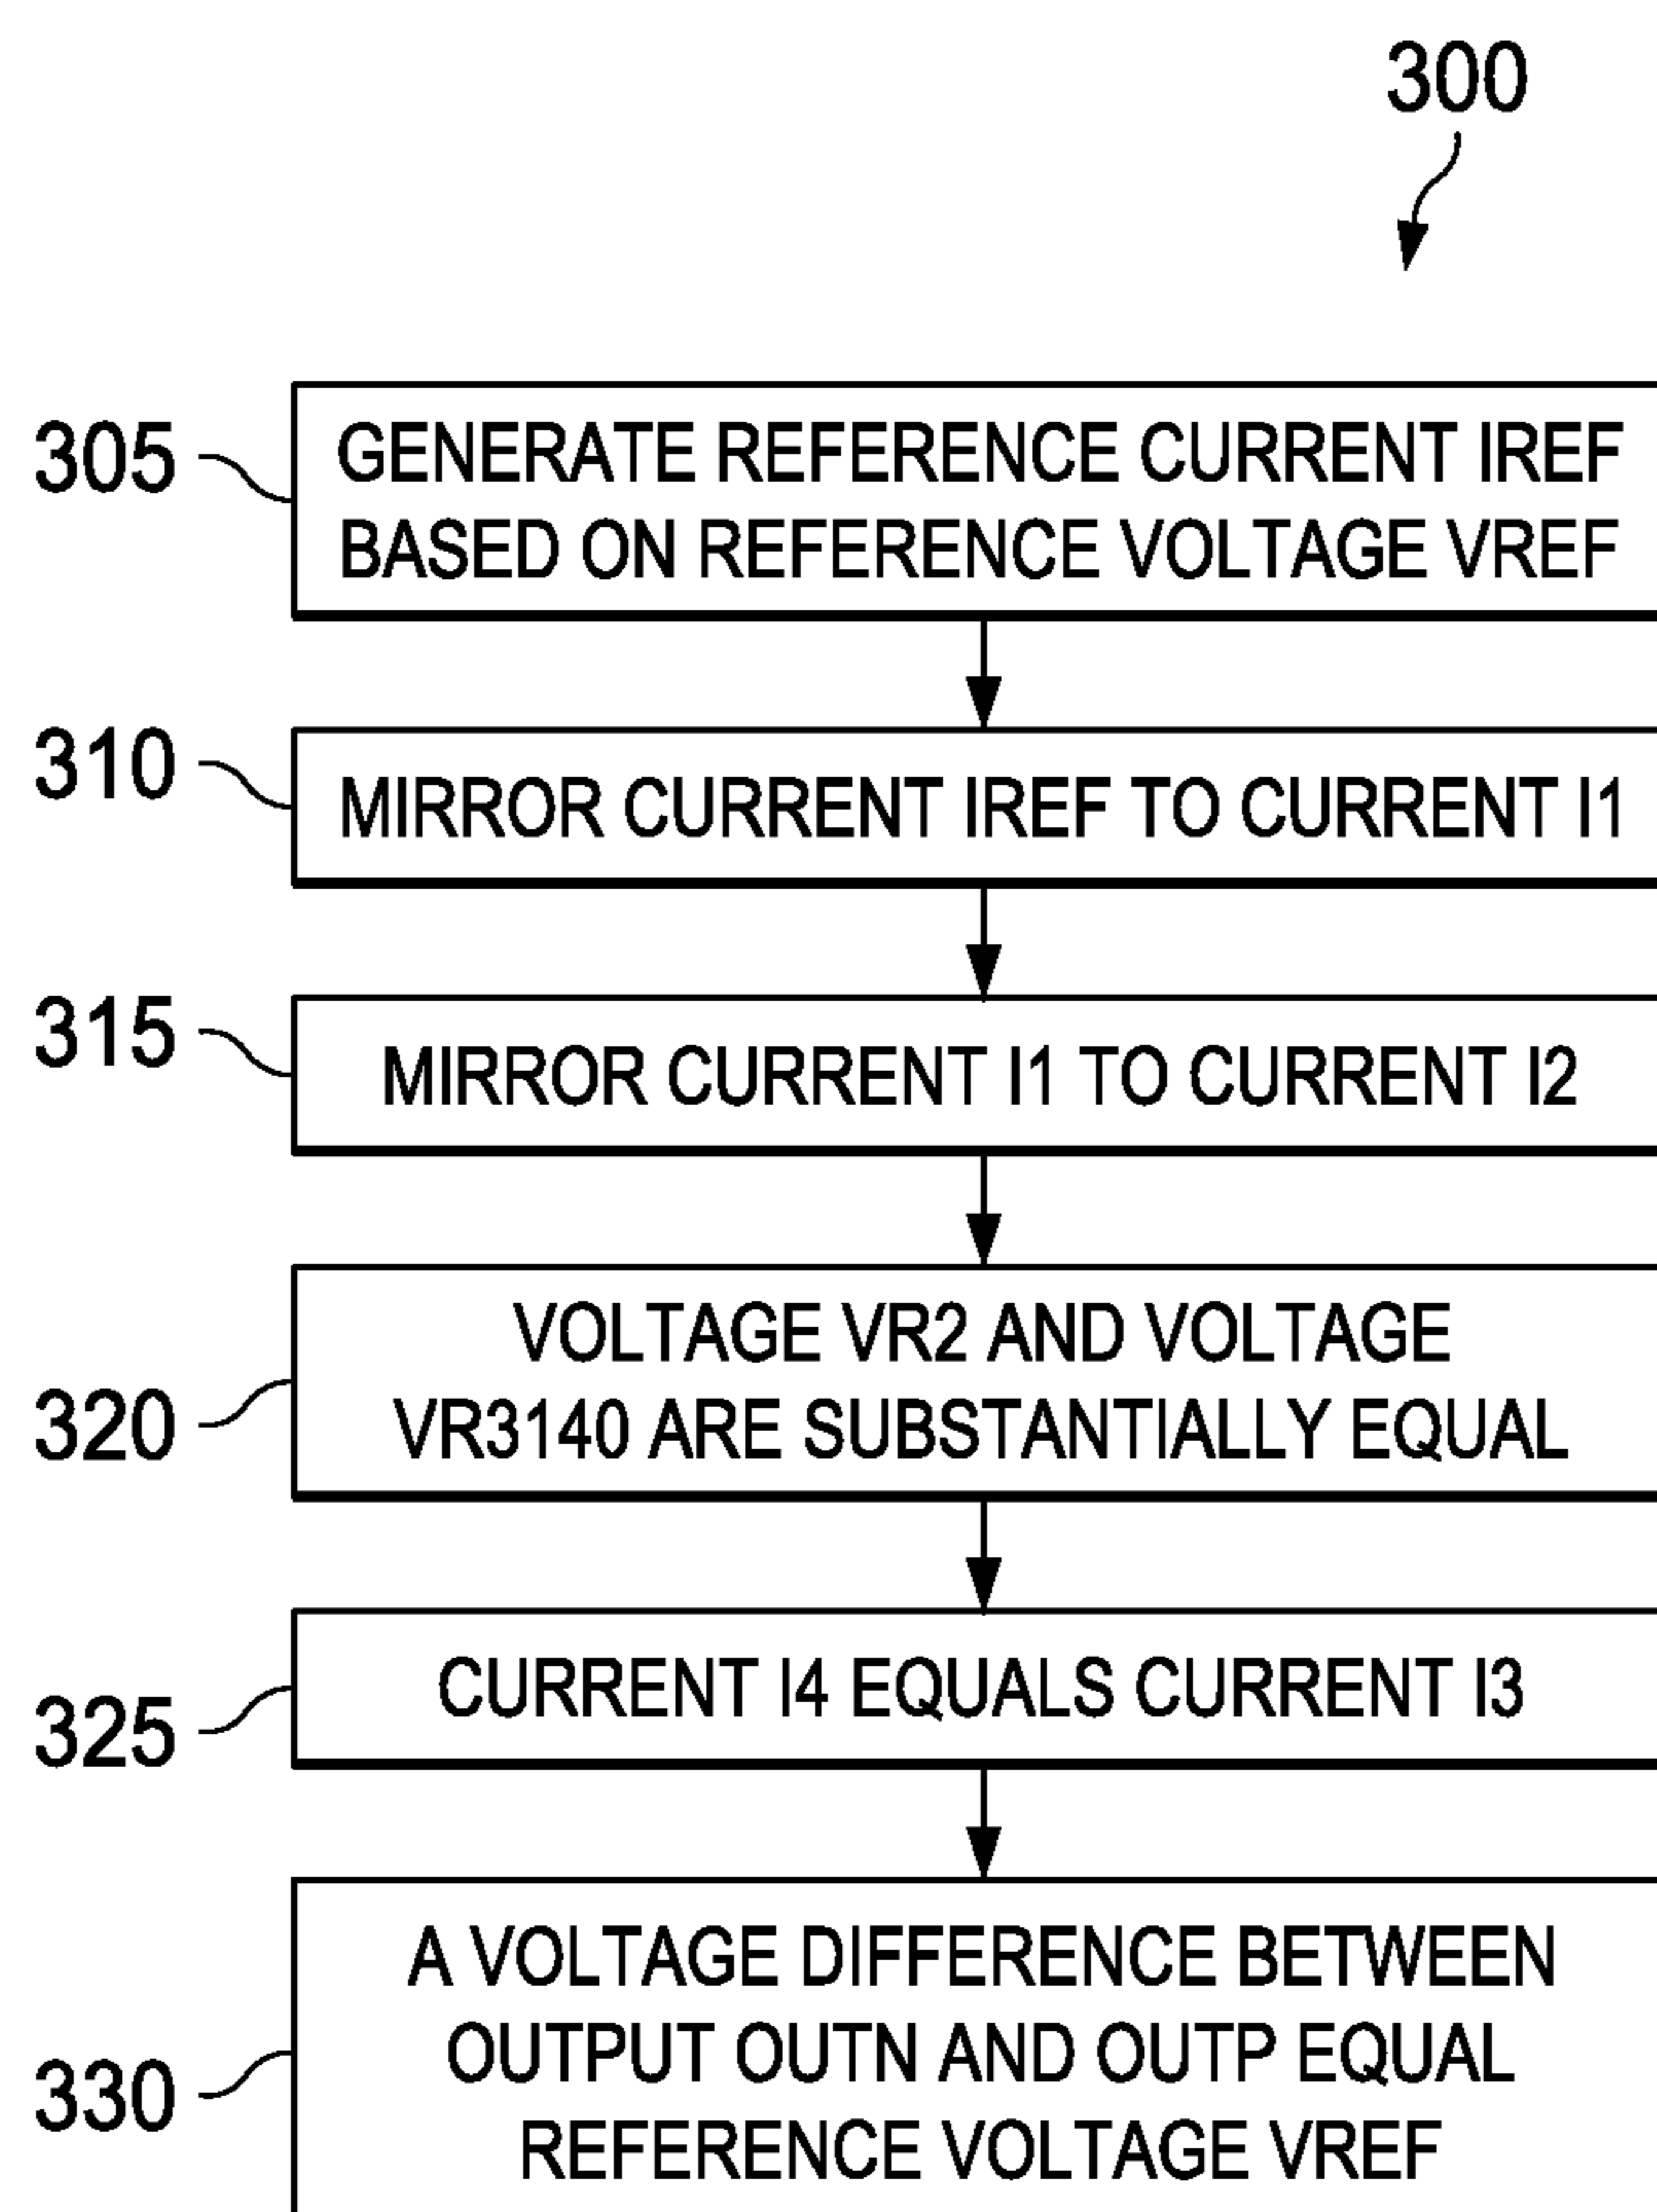 300
305
GENERATE REFERENCE CURRENT IREF
BASED ON REFERENCE VOLTAGE VREF
310
MIRROR CURRENT IREF TO CURRENT I1
315
MIRROR CURRENT I1 TO CURRENT I2
320
VOLTAGE VR2 AND VOLTAGE
VR3140 ARE SUBSTANTIALLY EQUAL
325
CURRENT I4 EQUALS CURRENT I3
330
A VOLTAGE DIFFERENCE BETWEEN
OUTPUT OUTN AND OUTP EQUAL
REFERENCE VOLTAGE VREF